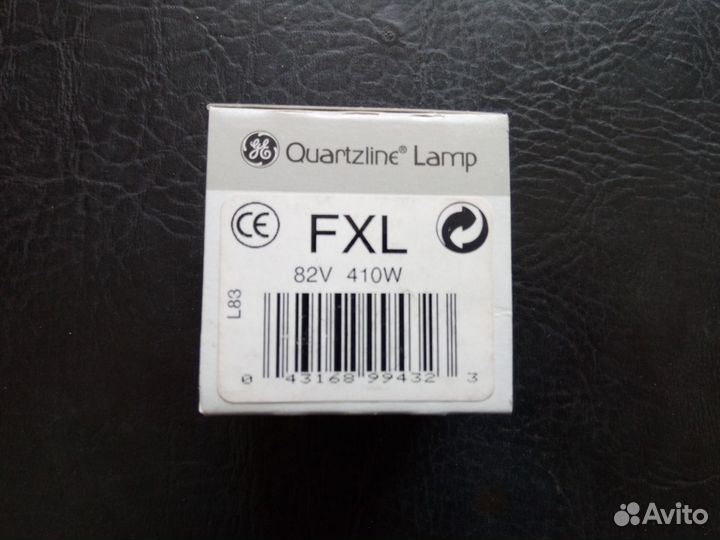 GE Quartzline® Lamp
CE FXL
82V 410W
L83
0 43168 99432 3
Avito